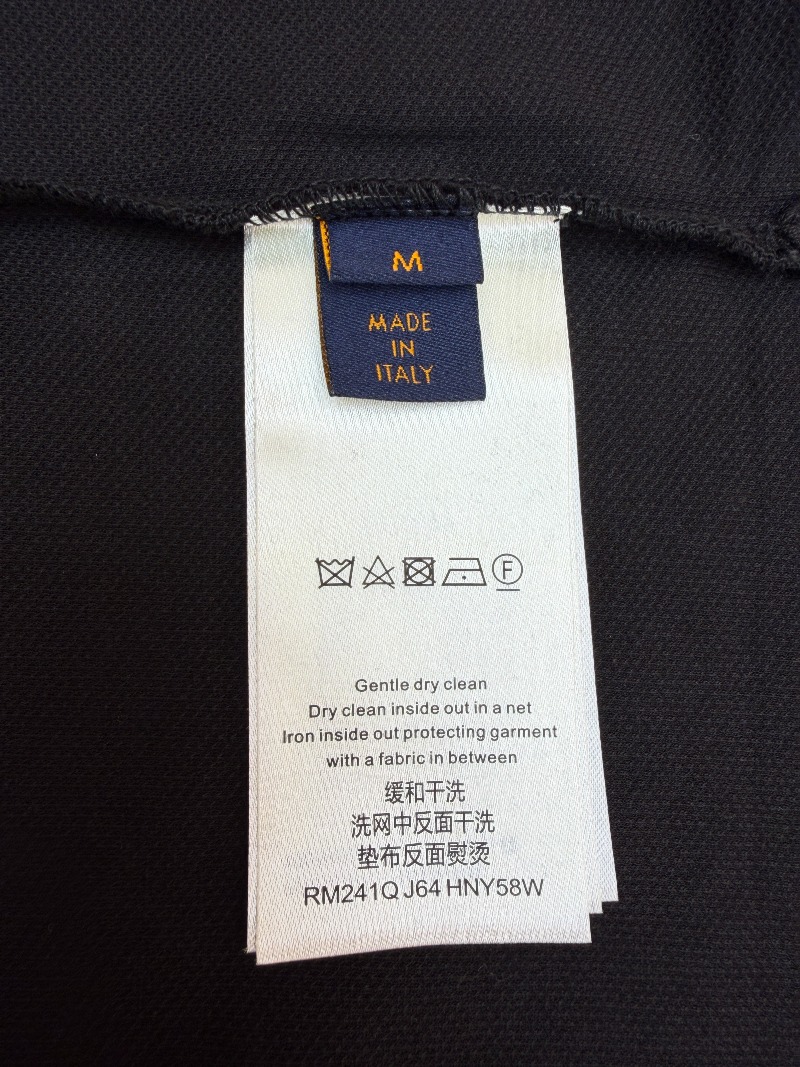 M
MADE
IN
ITALY
F
Gentle dry clean
Dry clean inside out in a net
Iron inside out protecting garment
with a fabric in between
缓和干洗
洗网中反面干洗
垫布反面熨烫
RM241Q J64 HNY58W